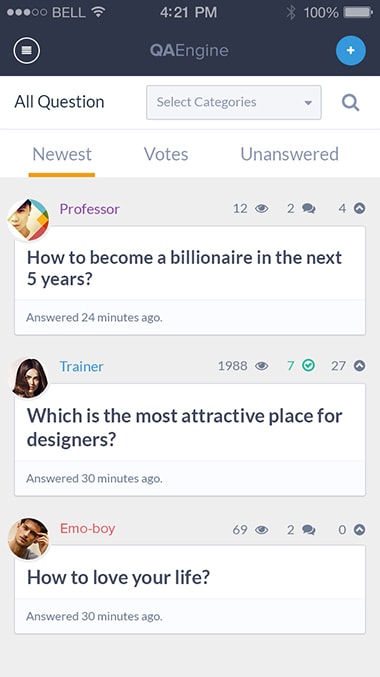 BELL 4:21 PM 100%
QAEngine
All Question Select Categories
Newest Votes Unanswered
Professor 12 2 4
How to become a billionaire in the next
5 years?
Answered 24 minutes ago.
Trainer 1988 7 27
Which is the most attractive place for
designers?
Answered 30 minutes ago.
Emo-boy 69 2 0
How to love your life?
Answered 30 minutes ago.